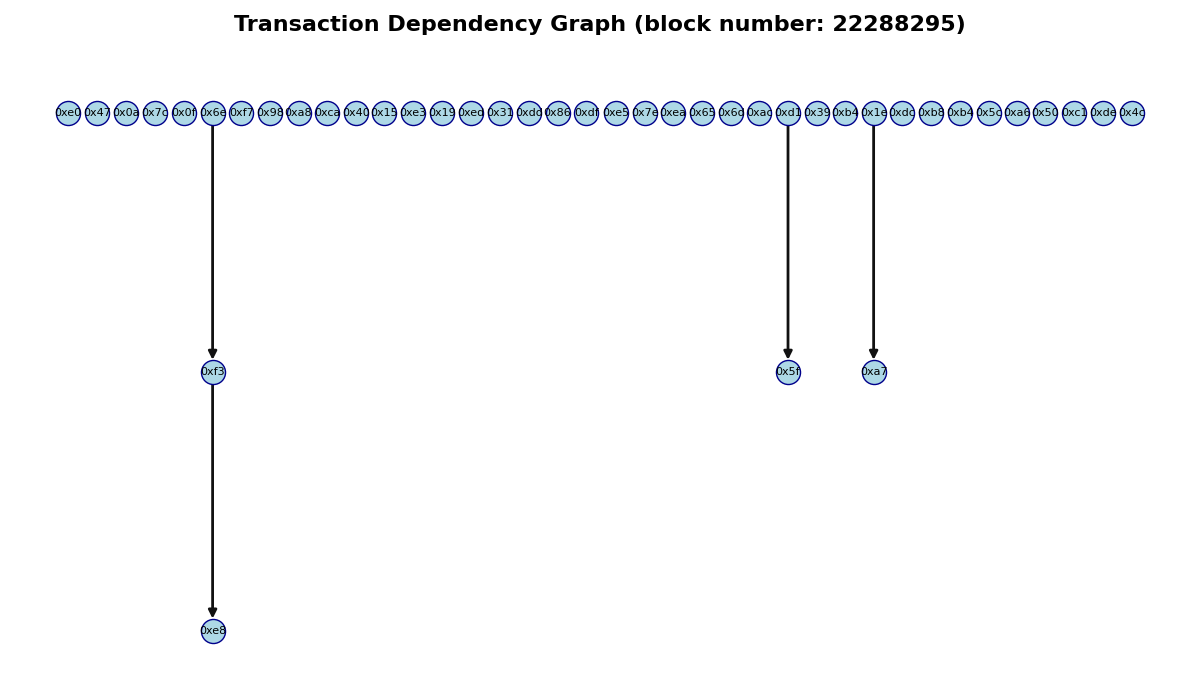 Transaction Dependency Graph (block number: 22288295)
0xe0 0x47 0x0a 0x7c 0x0f 0x6e 0xf7 0x98 0xa8 0xca 0x40 0x15 0xe3 0x19 0xed 0x31 0xdd 0x86 0xdf 0xe5 0x7e 0xea 0x65 0x6d 0xad 0xd1 0x39 0xb4 0x1e 0xdc 0xb8 0xb4 0x5c 0xa6 0x50 0xc1 0xde 0x4c
0xf3 0x5f 0xa7
0xe8